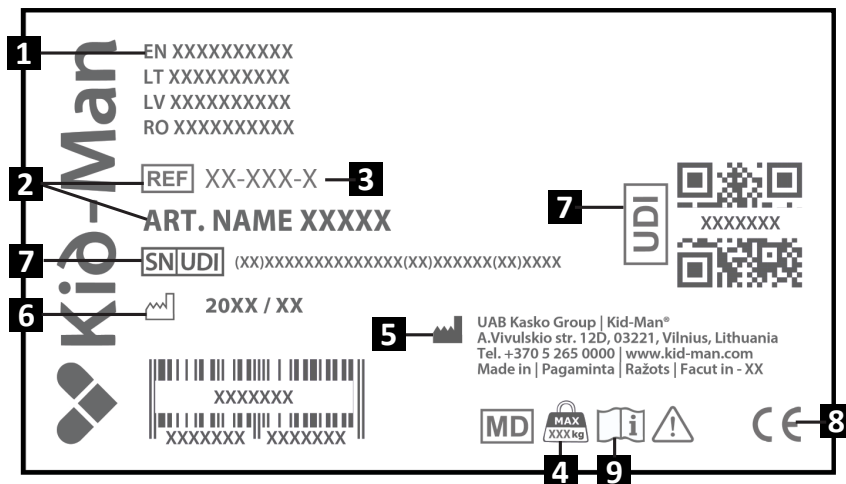 1
EN XXXXXXXXXX
LT XXXXXXXXXX
LV XXXXXXXXXX
RO XXXXXXXXXX
Kid-Man
2
REF XX-XXX-X
3
ART. NAME XXXXX
7
SN UDI (XX)XXXXXXXXXXXXXX(XX)XXXXXX(XX)XXXX
7
UDI
XXXXXXX
6
20XX / XX
5
UAB Kasko Group | Kid-Man®
A.Vivulskio str. 12D, 03221, Vilnius, Lithuania
Tel. +370 5 265 0000 | www.kid-man.com
Made in | Pagaminta | Ražots | Facut in - XX
XXXXXXX
XXXXXXX XXXXXXX
MD
MAX
XXX kg
i
!
CE
8
4
9